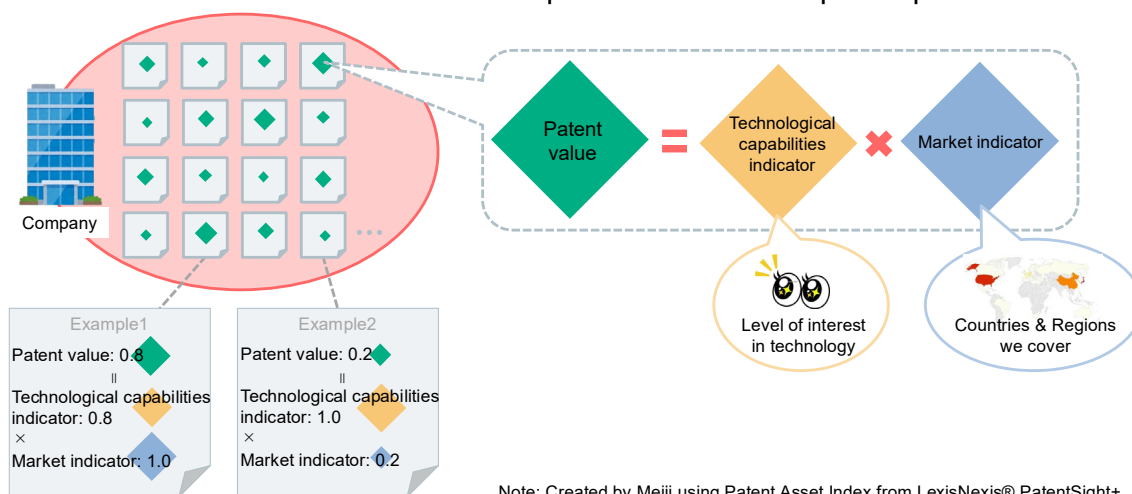 Company
Patent
value
=
Technological
capabilities
indicator
×
Market indicator
Level of interest
in technology
Countries & Regions
we cover
Example1
Patent value: 0.8
=
Technological capabilities
indicator: 0.8
×
Market indicator: 1.0
Example2
Patent value: 0.2
=
Technological capabilities
indicator: 1.0
×
Market indicator: 0.2
Note: Created by Meiji using Patent Asset Index from LexisNexis® PatentSight+